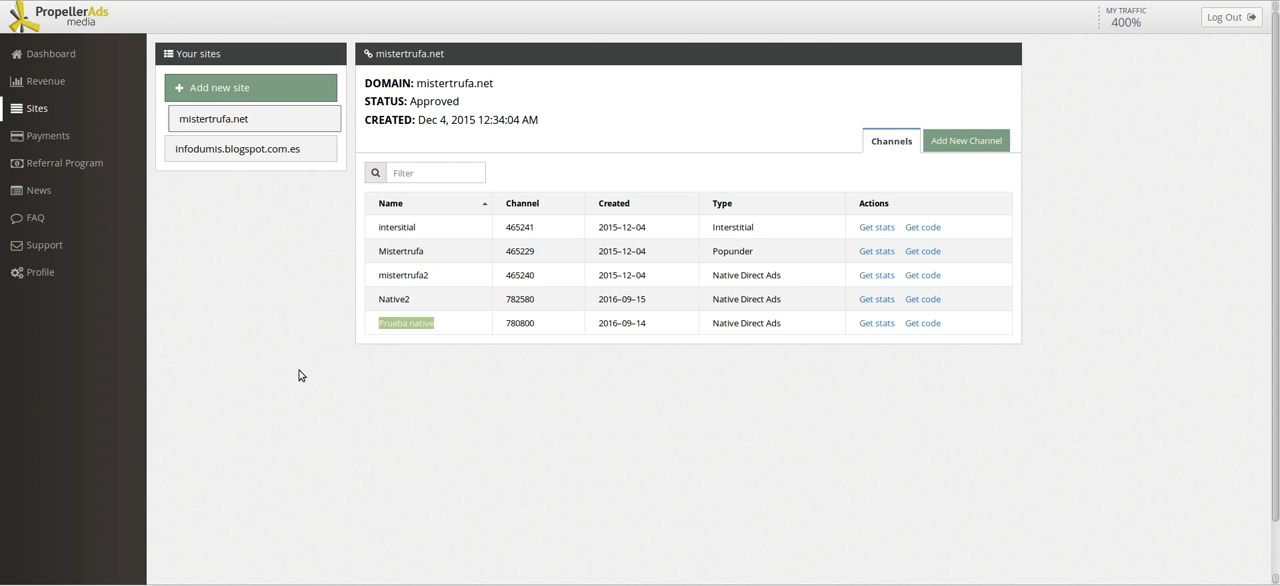 PropellerAds
media
MY TRAFFIC
400%
Log Out
Dashboard
Revenue
Sites
Payments
Referral Program
News
FAQ
Support
Profile
Your sites
Add new site
mistertrufa.net
infodumis.blogspot.com.es
mistertrufa.net
DOMAIN: mistertrufa.net
STATUS: Approved
CREATED: Dec 4, 2015 12:34:04 AM
Channels Add New Channel
Filter
Name Channel Created Type Actions
intersitial 465241 2015-12-04 Interstitial Get stats Get code
Mistertrufa 465229 2015-12-04 Popunder Get stats Get code
mistertrufa2 465240 2015-12-04 Native Direct Ads Get stats Get code
Native2 782580 2016-09-15 Native Direct Ads Get stats Get code
Prueba native 780800 2016-09-14 Native Direct Ads Get stats Get code